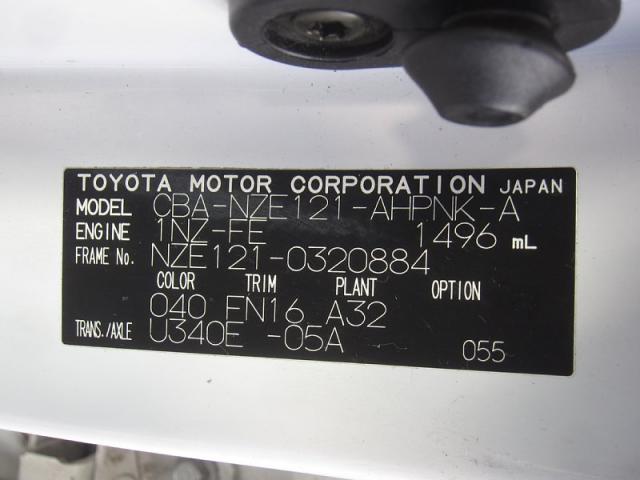 TOYOTA MOTOR CORPORATION JAPAN
MODEL CBA-NZE121-AHPNK-A
ENGINE 1NZ-FE 1496 mL
FRAME No. NZE121-0320884
COLOR TRIM PLANT OPTION
040 FN16 A32
TRANS./AXLE U340E -05A
055